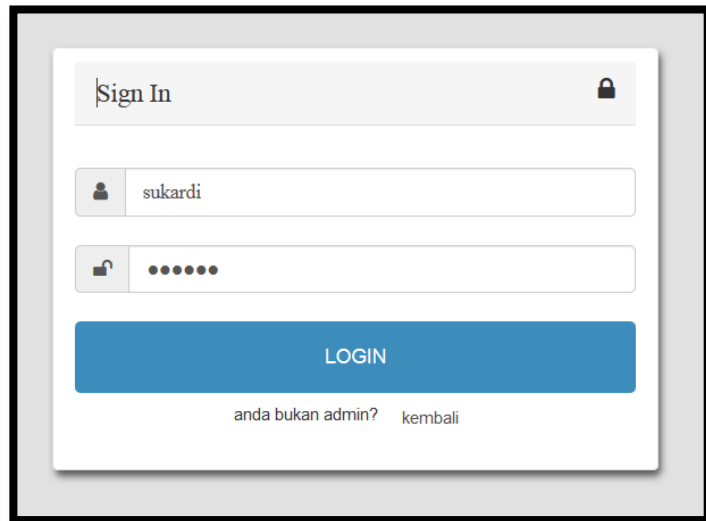 Sign In
sukardi
••••••
LOGIN
anda bukan admin? kembali